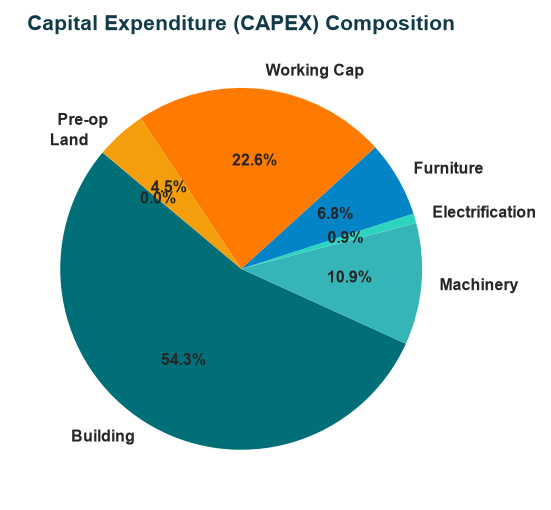 Capital Expenditure (CAPEX) Composition
Working Cap
Pre-op
Land
22.6%
Furniture
4.5%
0.0%
6.8%
Electrification
0.9%
10.9%
Machinery
54.3%
Building